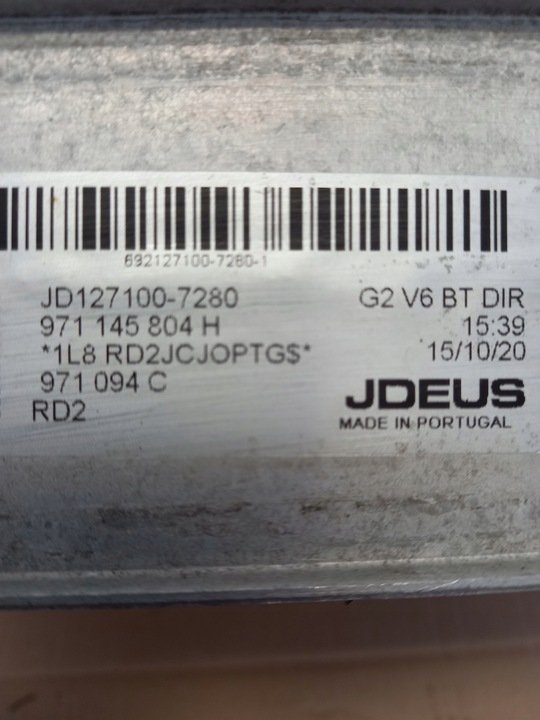 692127100-7280-1
JD127100-7280 G2 V6 BT DIR
971 145 804 H 15:39
*1L8 RD2JCJOPTG$* 15/10/20
971 094 C
RD2
JDEUS
MADE IN PORTUGAL